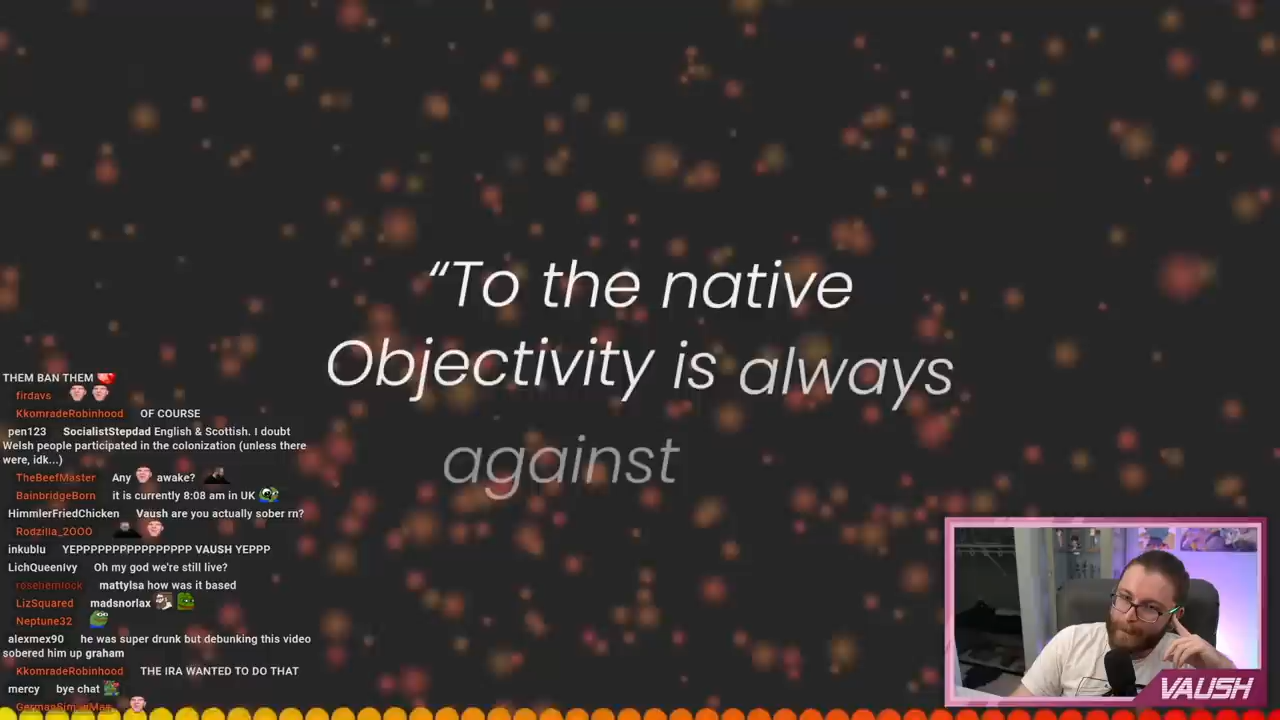 “To the native
Objectivity is always
against
THEM BAN THEM
firdavs
KkomradeRobinhood OF COURSE
pen123 SocialistStepdad English & Scottish. I doubt
Welsh people participated in the colonization (unless there
were, idk...)
TheBeefMaster Any awake?
BainbridgeBorn it is currently 8:08 am in UK
HimmlerFriedChicken Vaush are you actually sober rn?
Rodzilla_2000
inkublu YEPPPPPPPPPPPPPPPP VAUSH YEPPP
LichQueenIvy Oh my god we're still live?
rosehemlock mattylsa how was it based
LizSquared madsnorlax
Neptune32
alexmex90 he was super drunk but debunking this video
sobered him up graham
KkomradeRobinhood THE IRA WANTED TO DO THAT
mercy bye chat
VAUSH